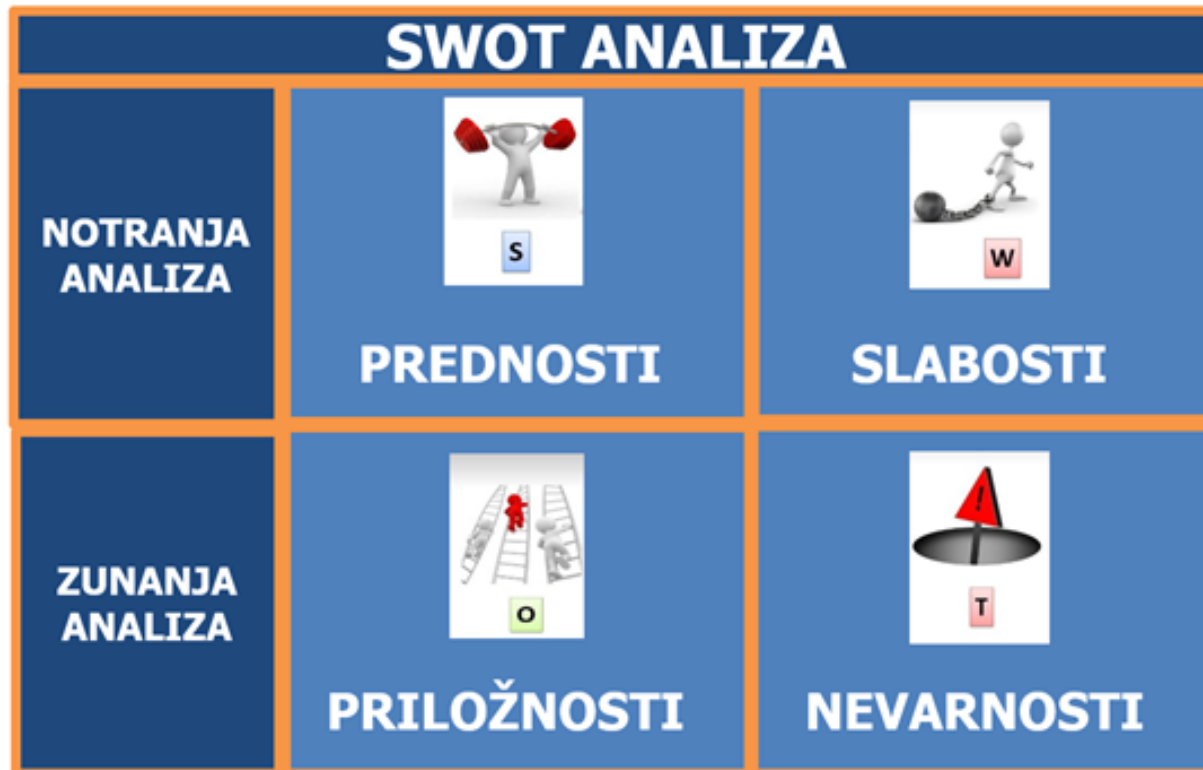 SWOT ANALIZA
NOTRANJA
ANALIZA
S
PREDNOSTI
W
SLABOSTI
ZUNANJA
ANALIZA
O
PRILOŽNOSTI
!
T
NEVARNOSTI